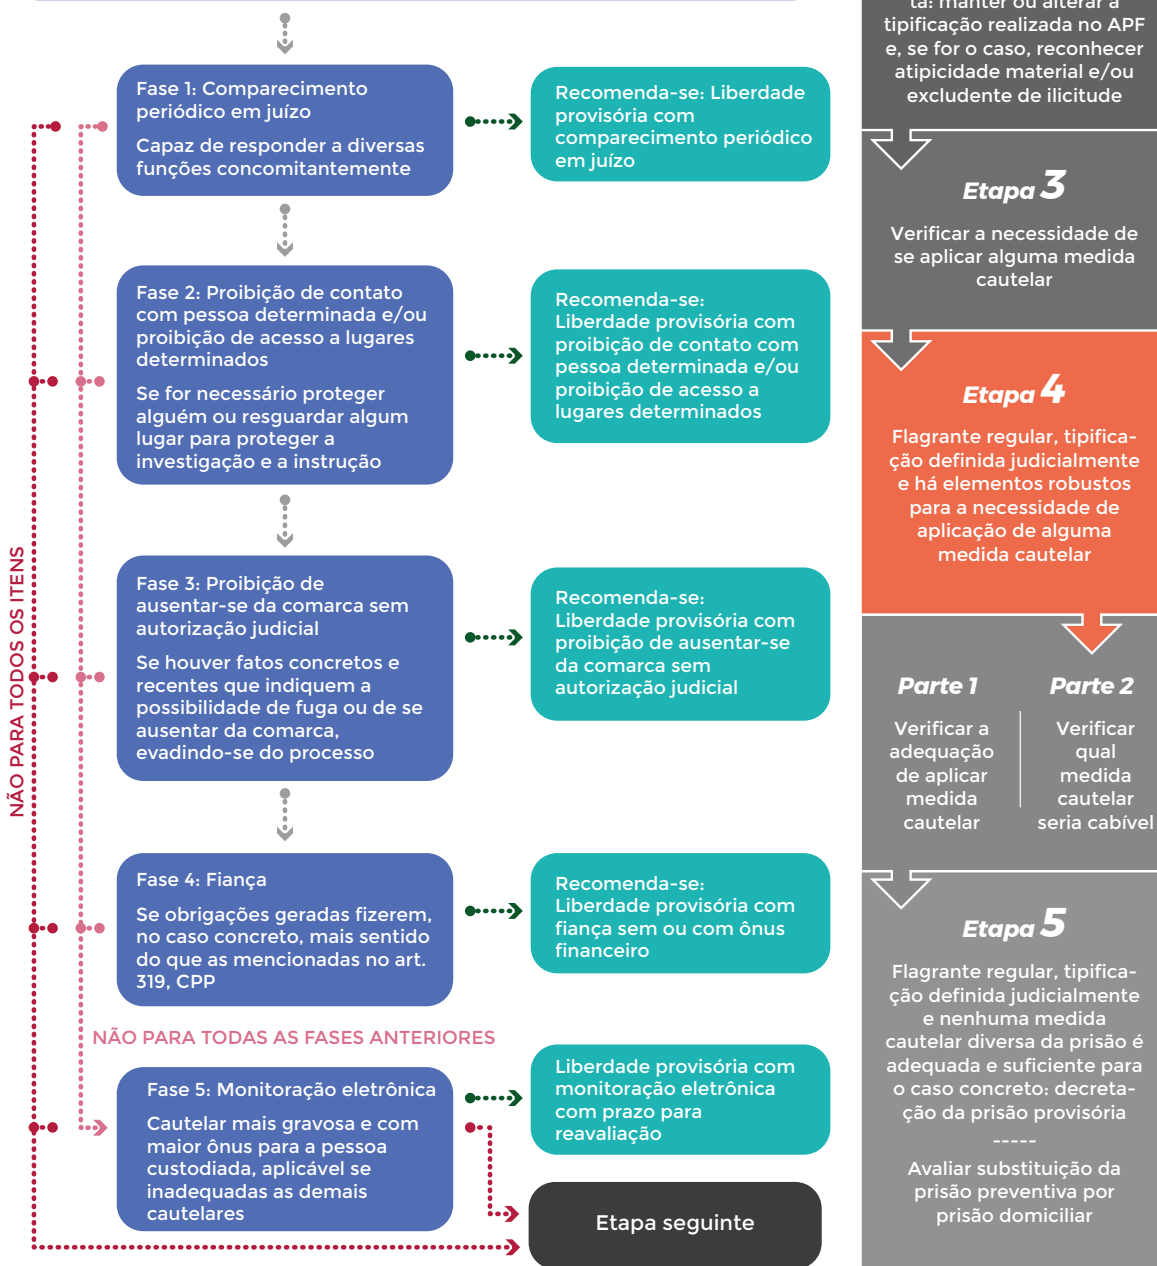 Fase 1: Comparecimento
periódico em juízo
Capaz de responder a diversas
funções concomitantemente
Recomenda-se: Liberdade
provisória com
comparecimento periódico
em juízo
Fase 2: Proibição de contato
com pessoa determinada e/ou
proibição de acesso a lugares
determinados
Se for necessário proteger
alguém ou resguardar algum
lugar para proteger a
investigação e a instrução
Recomenda-se:
Liberdade provisória com
proibição de contato com
pessoa determinada e/ou
proibição de acesso a
lugares determinados
Fase 3: Proibição de
ausentar-se da comarca sem
autorização judicial
Se houver fatos concretos e
recentes que indiquem a
possibilidade de fuga ou de se
ausentar da comarca,
evadindo-se do processo
Recomenda-se:
Liberdade provisória com
proibição de ausentar-se
da comarca sem
autorização judicial
NÃO PARA TODOS OS ITENS
Fase 4: Fiança
Se obrigações geradas fizerem,
no caso concreto, mais sentido
do que as mencionadas no art.
319, CPP
Recomenda-se:
Liberdade provisória com
fiança sem ou com ônus
financeiro
NÃO PARA TODAS AS FASES ANTERIORES
Fase 5: Monitoração eletrônica
Cautelar mais gravosa e com
maior ônus para a pessoa
custodiada, aplicável se
inadequadas as demais
cautelares
Liberdade provisória com
monitoração eletrônica
com prazo para
reavaliação
Etapa seguinte
ta: manter ou alterar a
tipificação realizada no APF
e, se for o caso, reconhecer
atipicidade material e/ou
excludente de ilicitude
Etapa 3
Verificar a necessidade de
se aplicar alguma medida
cautelar
Etapa 4
Flagrante regular, tipifica-
ção definida judicialmente
e há elementos robustos
para a necessidade de
aplicação de alguma
medida cautelar
Parte 1
Verificar a
adequação
de aplicar
medida
cautelar
Parte 2
Verificar
qual
medida
cautelar
seria cabível
Etapa 5
Flagrante regular, tipifica-
ção definida judicialmente
e nenhuma medida
cautelar diversa da prisão é
adequada e suficiente para
o caso concreto: decreta-
ção da prisão provisória
-----
Avaliar substituição da
prisão preventiva por
prisão domiciliar